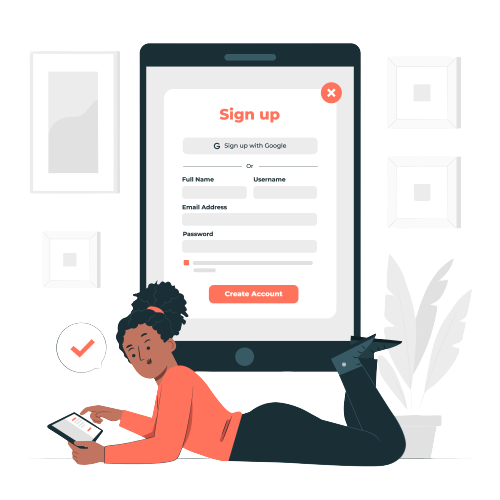 Sign up
G Sign up with Google
Or
Full Name Username
Email Address
Password
Create Account